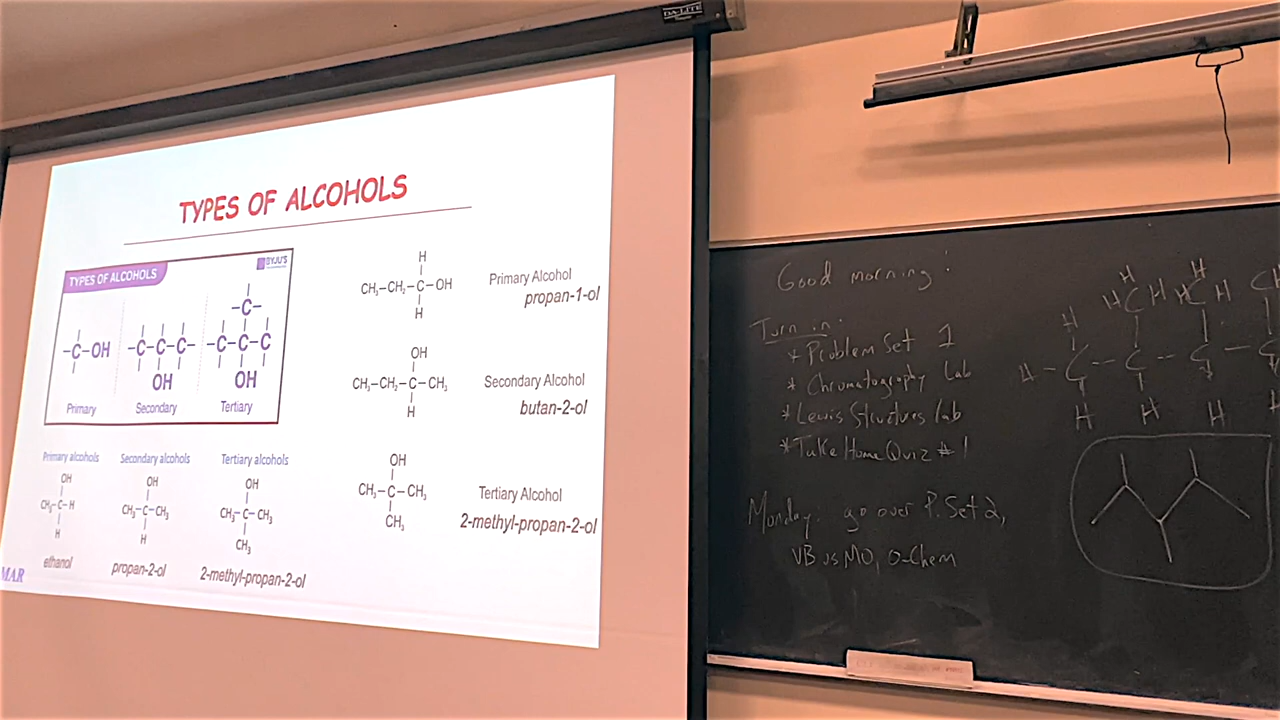 DA-LITE
TYPES OF ALCOHOLS
TYPES OF ALCOHOLS
BYJU'S
-C-
-C-OH
-C-C-C-
-C-C-C
OH
OH
Primary
Secondary
Tertiary
Primary alcohols
Secondary alcohols
Tertiary alcohols
OH
OH
OH
CH₃-C-H
CH₃-C-CH₃
CH₃-C-CH₃
H
H
CH₃
ethanol
propan-2-ol
2-methyl-propan-2-ol
MAR
H
CH₃-CH₂-C-OH
H
Primary Alcohol
propan-1-ol
OH
CH₃-CH₂-C-CH₃
H
Secondary Alcohol
butan-2-ol
OH
CH₃-C-CH₃
CH₃
Tertiary Alcohol
2-methyl-propan-2-ol
Good morning!
Turn in:
* Problem Set 1
* Chromatography Lab
* Lewis Structures lab
* Take Home Quiz #1
Monday: go over P. Set 2,
VB vs MO, O-Chem
H H
H HCH HCH CH
H-C-C-C-C
H H H H